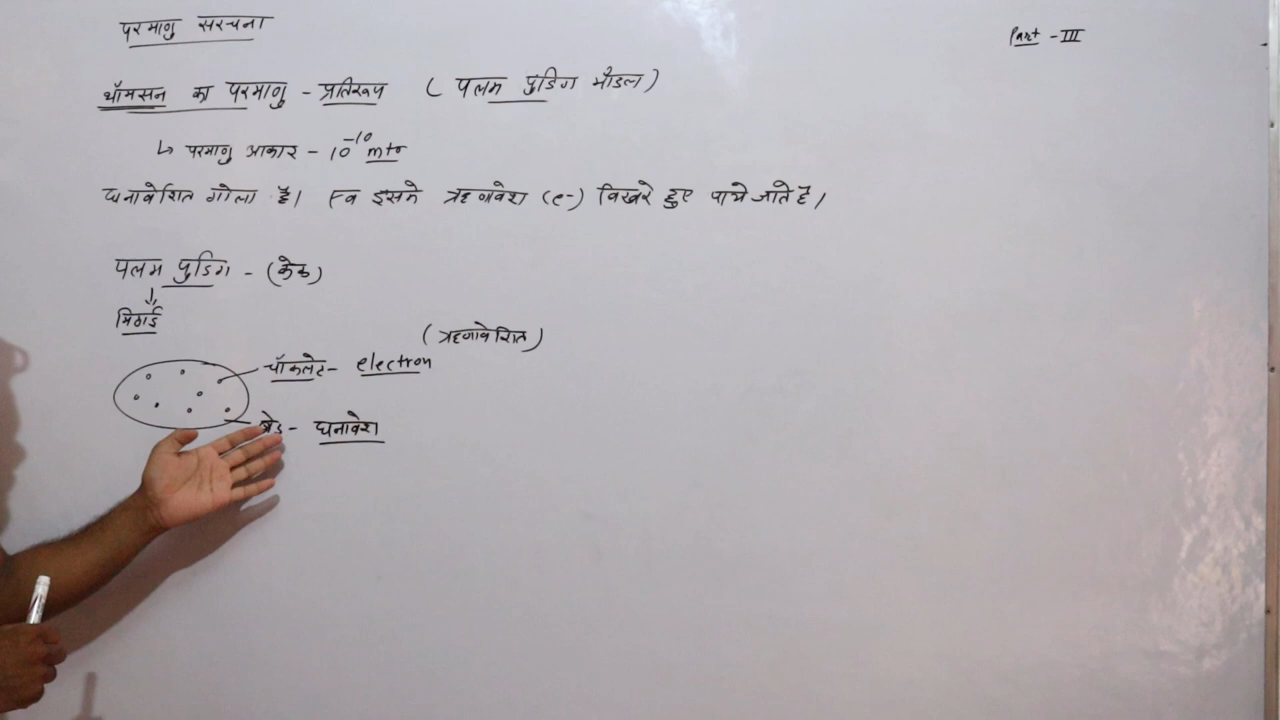 परमाणु सरचना
Part - III
थॉमसन का परमाणु - प्रतिरूप ( पलम पुडिंग मॉडल )
↳ परमाणु आकार - 10⁻¹⁰ mtr
धनावेशित गोला है। एव इसमे ऋणावेश (e-) विखरे हुए पाये जाते है।
पलम पुडिंग - (केक)
मिठाई
(ऋणावेशित)
चॉकलेट - electron
ब्रेड - धनावेश